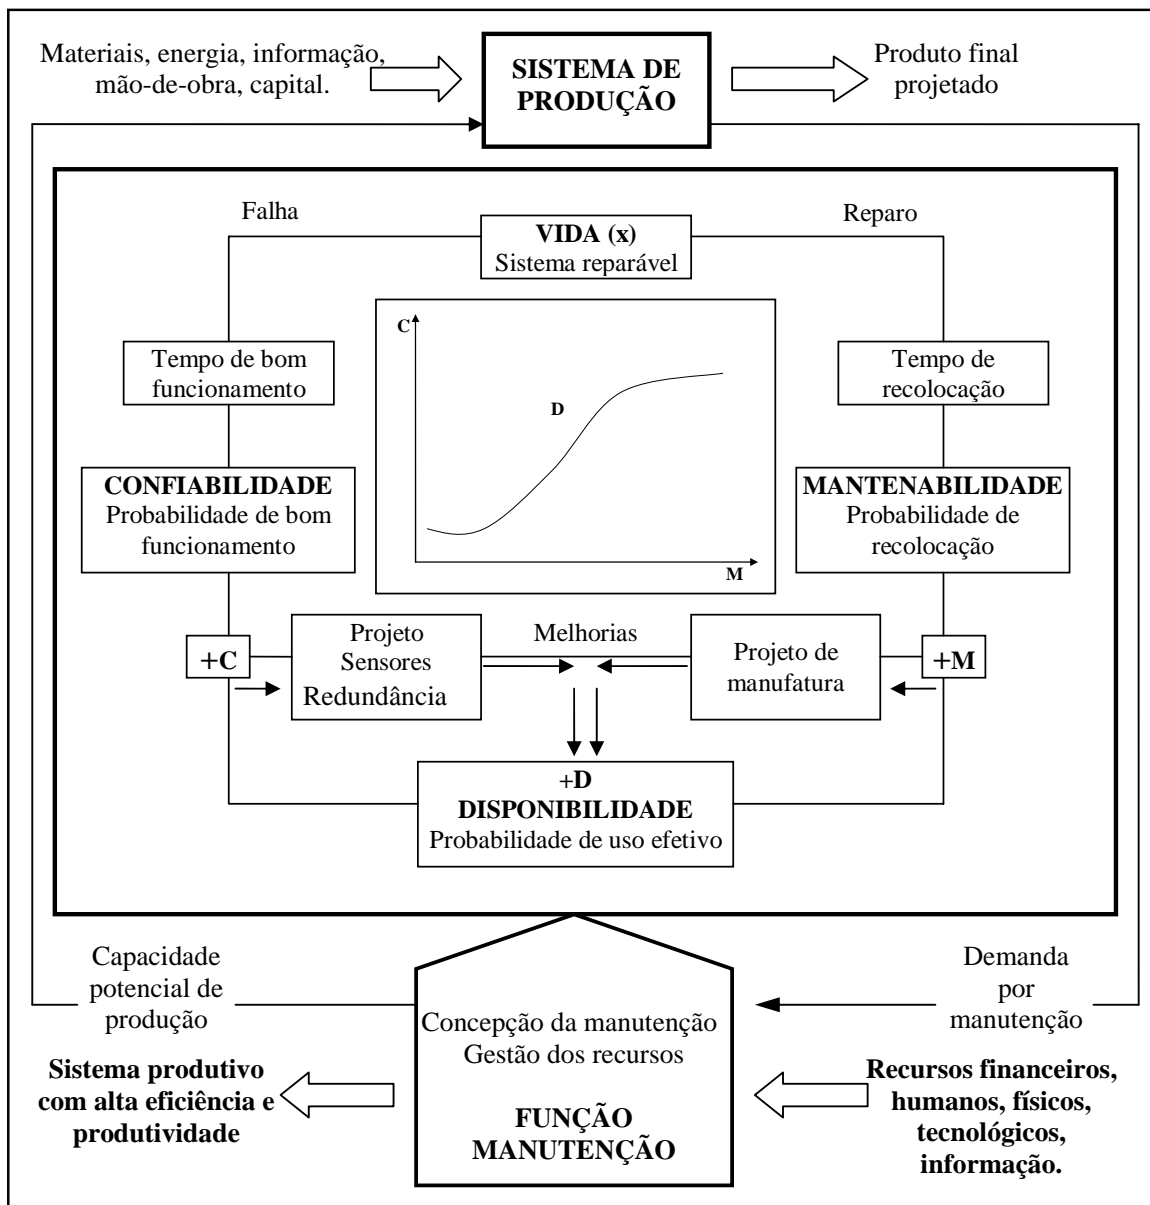 Materiais, energia, informação,
mão-de-obra, capital.
SISTEMA DE
PRODUÇÃO
Produto final
projetado
Falha
VIDA (x)
Sistema reparável
Reparo
Tempo de bom
funcionamento
C
D
M
Tempo de
recolocação
CONFIABILIDADE
Probabilidade de bom
funcionamento
MANTENABILIDADE
Probabilidade de
recolocação
+C
Projeto
Sensores
Redundância
Melhorias
Projeto de
manufatura
+M
+D
DISPONIBILIDADE
Probabilidade de uso efetivo
Capacidade
potencial de
produção
Demanda
por
manutenção
Concepção da manutenção
Gestão dos recursos
FUNÇÃO
MANUTENÇÃO
Sistema produtivo
com alta eficiência e
produtividade
Recursos financeiros,
humanos, físicos,
tecnológicos,
informação.